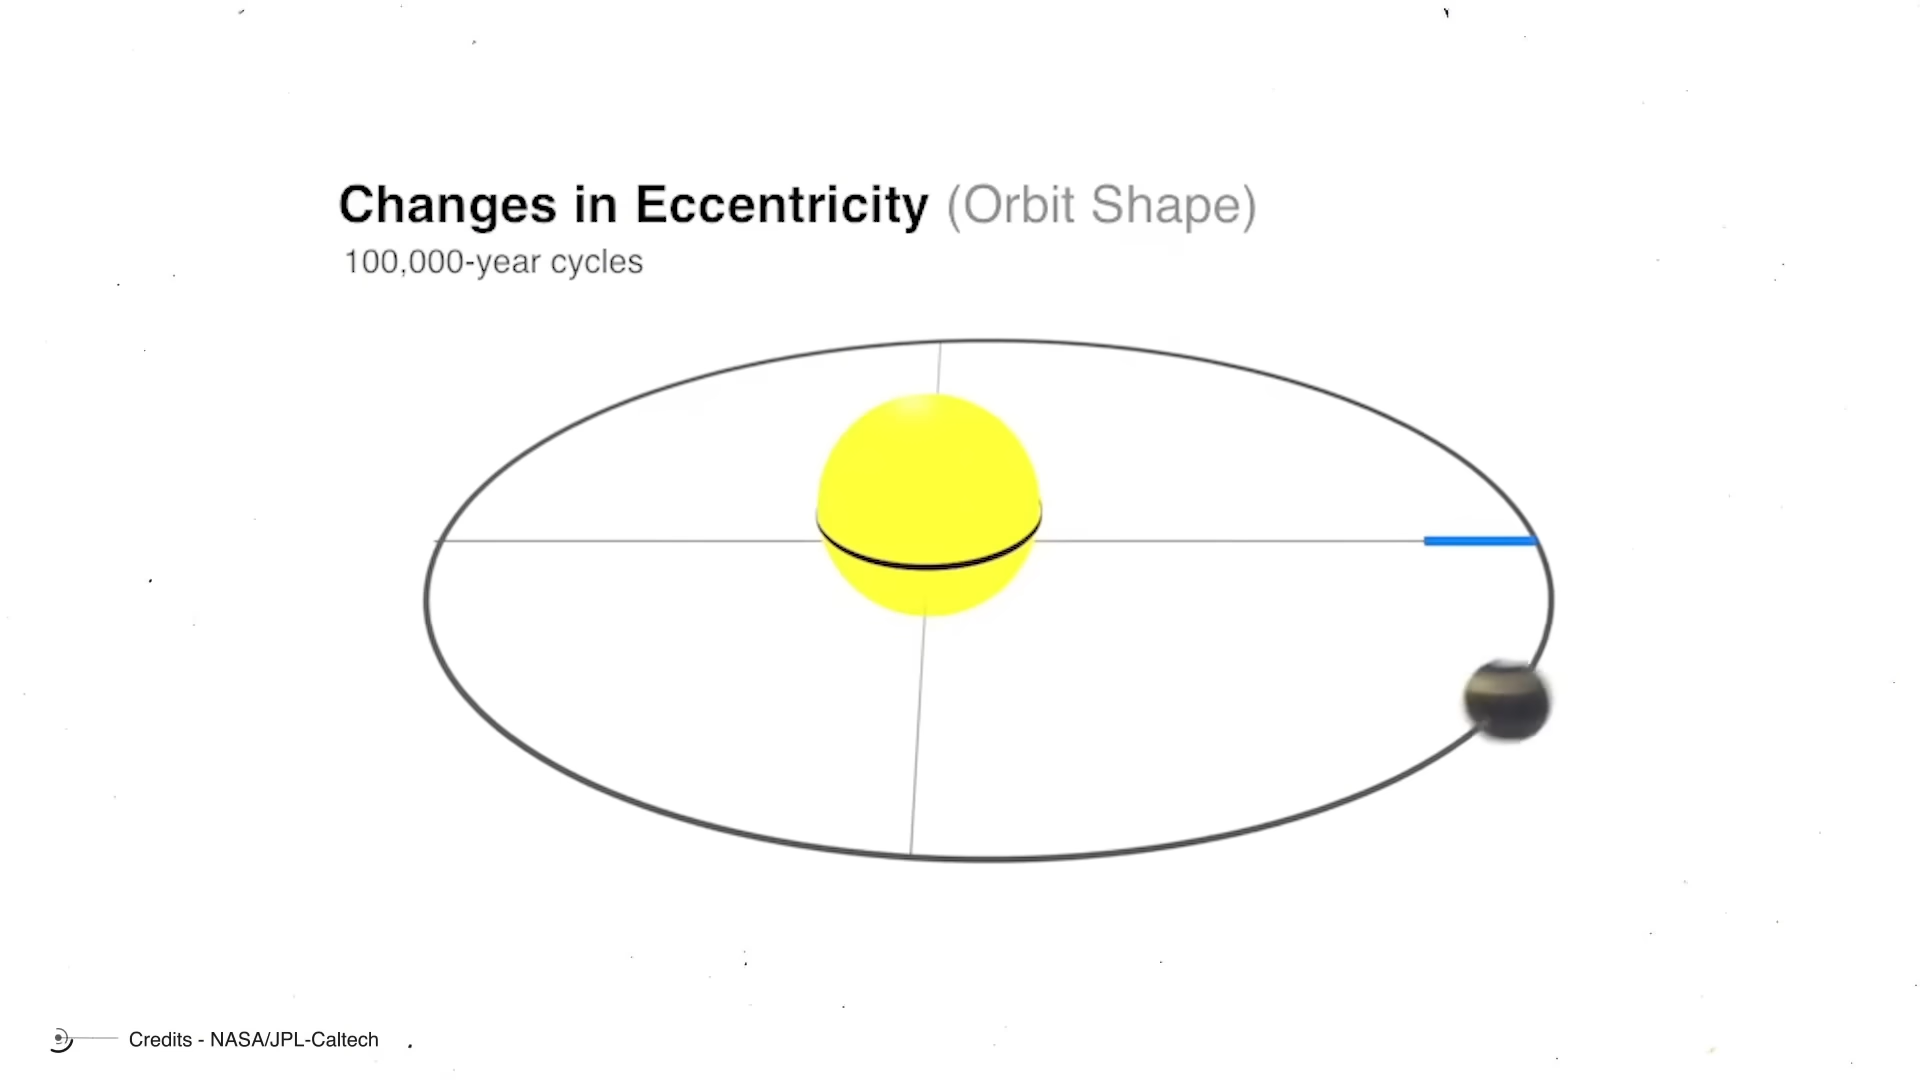 Changes in Eccentricity (Orbit Shape)
100,000-year cycles
Credits - NASA/JPL-Caltech